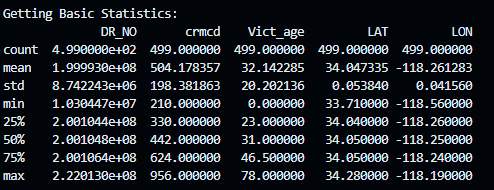 Getting Basic Statistics:
DR_NO crmcd Vict_age LAT LON
count 4.990000e+02 499.000000 499.000000 499.000000 499.000000
mean 1.999930e+08 504.178357 32.142285 34.047335 -118.261283
std 8.742243e+06 198.381863 20.202136 0.053840 0.041560
min 1.030447e+07 210.000000 0.000000 33.710000 -118.560000
25% 2.001044e+08 330.000000 23.000000 34.040000 -118.260000
50% 2.001048e+08 442.000000 31.000000 34.050000 -118.250000
75% 2.001064e+08 624.000000 46.500000 34.050000 -118.240000
max 2.220130e+08 956.000000 78.000000 34.280000 -118.190000